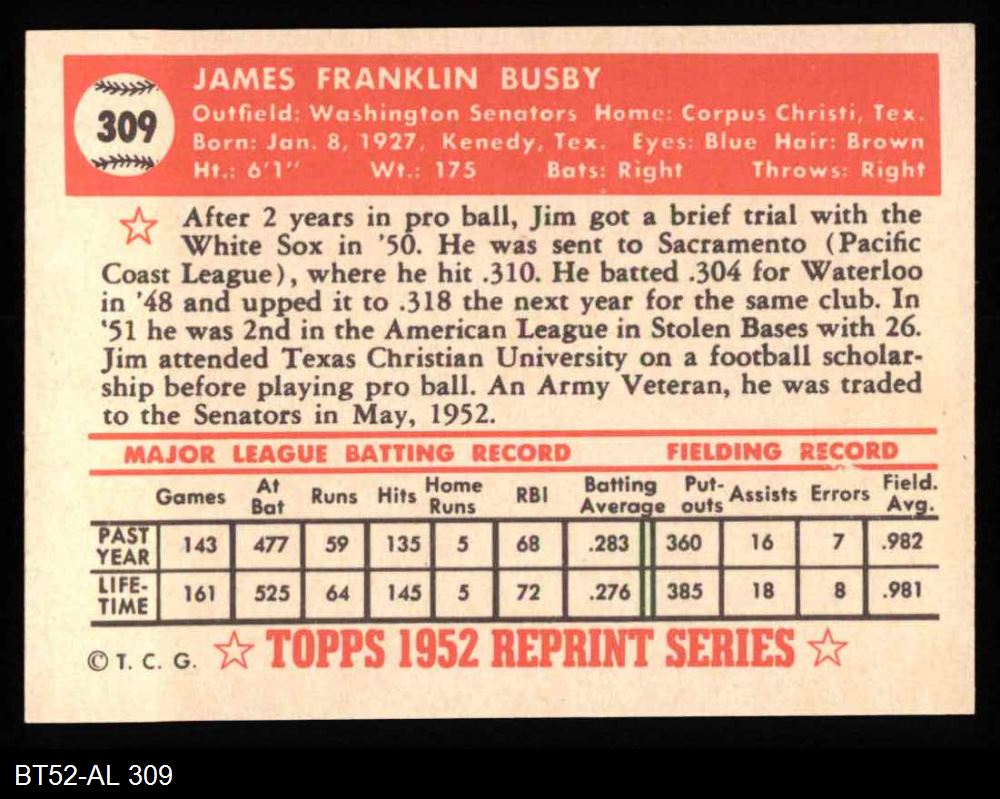 309
JAMES FRANKLIN BUSBY
Outfield: Washington Senators Home: Corpus Christi, Tex.
Born: Jan. 8, 1927, Kenedy, Tex. Eyes: Blue Hair: Brown
Ht.: 6'1" Wt.: 175 Bats: Right Throws: Right
After 2 years in pro ball, Jim got a brief trial with the
White Sox in '50. He was sent to Sacramento (Pacific
Coast League), where he hit .310. He batted .304 for Waterloo
in '48 and upped it to .318 the next year for the same club. In
'51 he was 2nd in the American League in Stolen Bases with 26.
Jim attended Texas Christian University on a football scholar-
ship before playing pro ball. An Army Veteran, he was traded
to the Senators in May, 1952.
MAJOR LEAGUE BATTING RECORD FIELDING RECORD
Games At Bat Runs Hits Home Runs RBI Batting Average Put-outs Assists Errors Field. Avg.
PAST YEAR 143 477 59 135 5 68 .283 360 16 7 .982
LIFE-TIME 161 525 64 145 5 72 .276 385 18 8 .981
© T. C. G. TOPPS 1952 REPRINT SERIES
BT52-AL 309